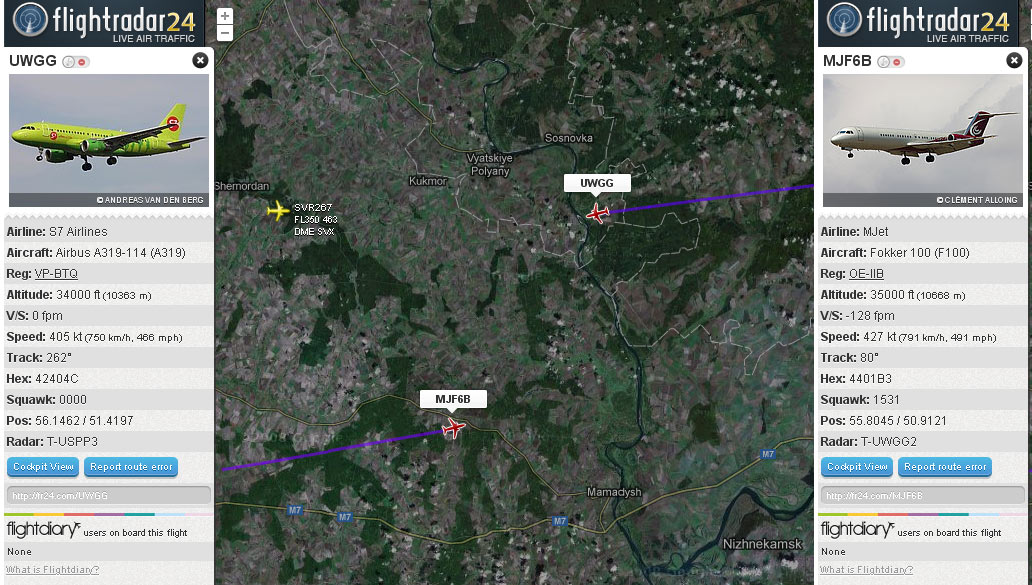 flightradar24
LIVE AIR TRAFFIC
UWGG
© ANDREAS VAN DEN BERG
Airline: S7 Airlines
Aircraft: Airbus A319-114 (A319)
Reg: VP-BTQ
Altitude: 34000 ft (10363 m)
V/S: 0 fpm
Speed: 405 kt (750 km/h, 466 mph)
Track: 262°
Hex: 42404C
Squawk: 0000
Pos: 56.1462 / 51.4197
Radar: T-USPP3
Cockpit View
Report route error
http://fr24.com/UWGG
flightdiary users on board this flight
None
What is Flightdiary?
+
−
Sosnovka
Vyatskiye
Polyany
Kukmor
Shemordan
UWGG
SVR267
FL350 463
DME SVX
MJF6B
M7
Mamadysh
M7
M7
M7
Nizhnekamsk
flightradar24
LIVE AIR TRAFFIC
MJF6B
© CLÉMENT ALLOING
Airline: MJet
Aircraft: Fokker 100 (F100)
Reg: OE-IIB
Altitude: 35000 ft (10668 m)
V/S: -128 fpm
Speed: 427 kt (791 km/h, 491 mph)
Track: 80°
Hex: 4401B3
Squawk: 1531
Pos: 55.8045 / 50.9121
Radar: T-UWGG2
Cockpit View
Report route error
http://fr24.com/MJF6B
flightdiary users on board this flight
None
What is Flightdiary?